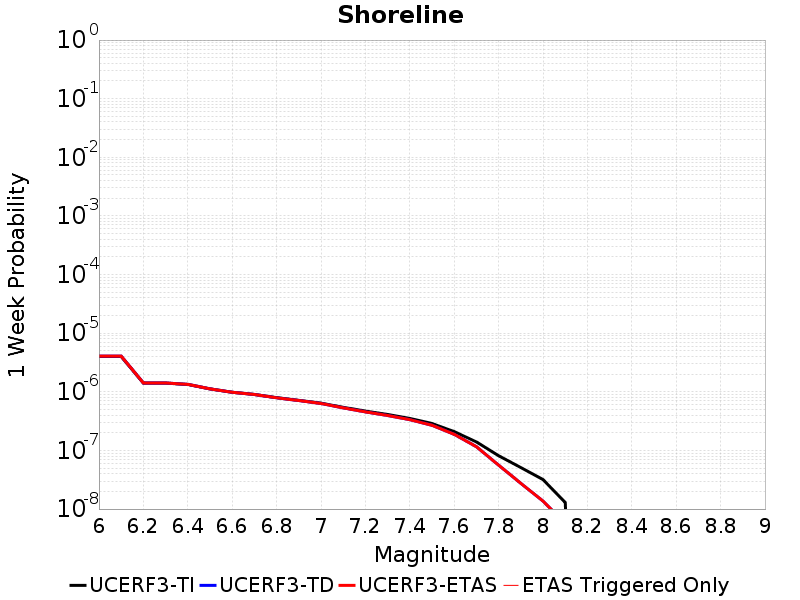 Shoreline
1 Week Probability
10^0
10^-1
10^-2
10^-3
10^-4
10^-5
10^-6
10^-7
10^-8
6 6.2 6.4 6.6 6.8 7 7.2 7.4 7.6 7.8 8 8.2 8.4 8.6 8.8 9
Magnitude
UCERF3-TI UCERF3-TD UCERF3-ETAS ETAS Triggered Only